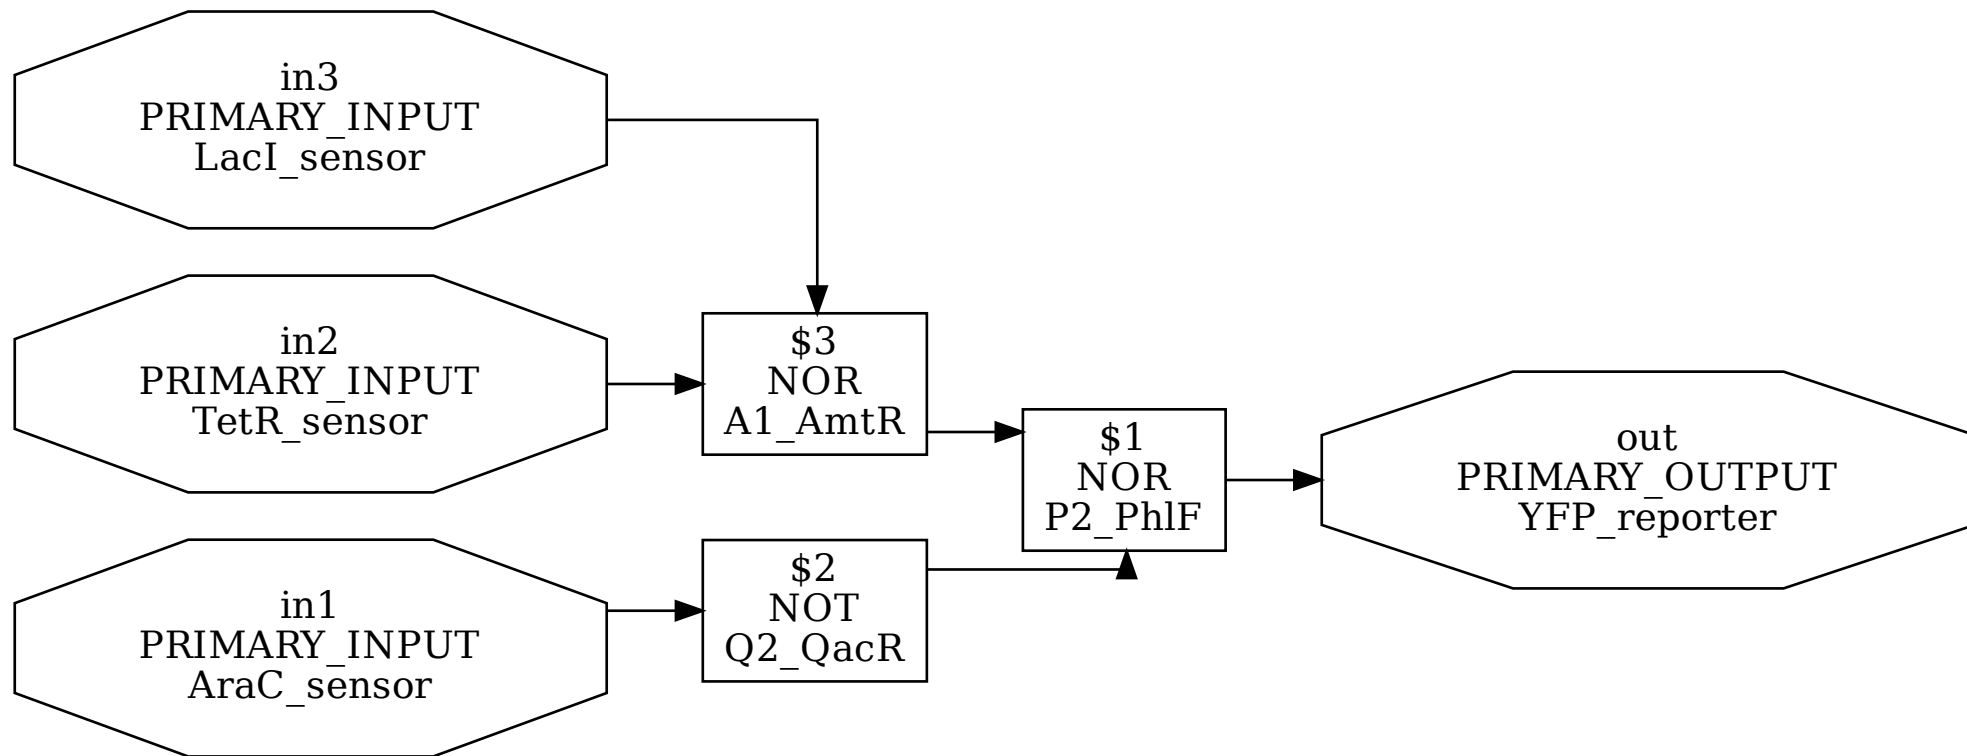 in3
PRIMARY_INPUT
LacI_sensor
in2
PRIMARY_INPUT
TetR_sensor
in1
PRIMARY_INPUT
AraC_sensor
$3
NOR
A1_AmtR
$2
NOT
Q2_QacR
$1
NOR
P2_PhlF
out
PRIMARY_OUTPUT
YFP_reporter